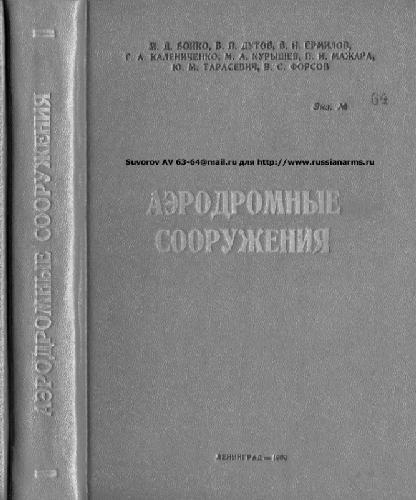 АЭРОДРОМНЫЕ СООРУЖЕНИЯ
М. Д. БОЙКО, В. П. ДУТОВ, В. Н. ЕРМИЛОВ,
Г. А. КАЛЕНИЧЕНКО, М. А. КУРЫШЕВ, П. И. МАЖАРА,
Ю. М. ТАРАСЕВИЧ, В. С. ФОРСОВ
Экз. № 64
Suvorov AV 63-64@mail.ru для http://www.russianarms.ru
АЭРОДРОМНЫЕ
СООРУЖЕНИЯ
ЛЕНИНГРАД —